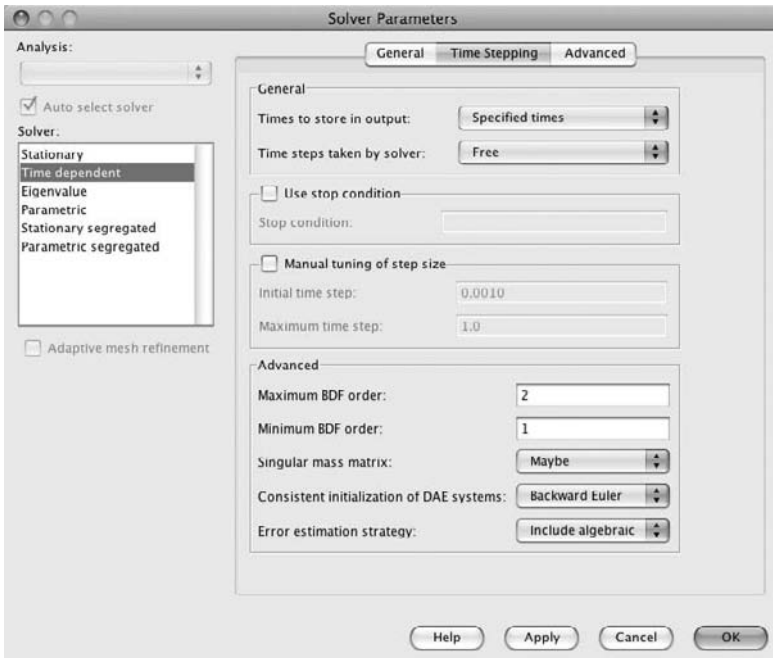 Solver Parameters
Analysis:
Auto select solver
Solver:
Stationary
Time dependent
Eigenvalue
Parametric
Stationary segregated
Parametric segregated
Adaptive mesh refinement
General Time Stepping Advanced
General
Times to store in output: Specified times
Time steps taken by solver: Free
Use stop condition
Stop condition:
Manual tuning of step size
Initial time step: 0.0010
Maximum time step: 1.0
Advanced
Maximum BDF order: 2
Minimum BDF order: 1
Singular mass matrix: Maybe
Consistent initialization of DAE systems: Backward Euler
Error estimation strategy: Include algebraic
Help Apply Cancel OK